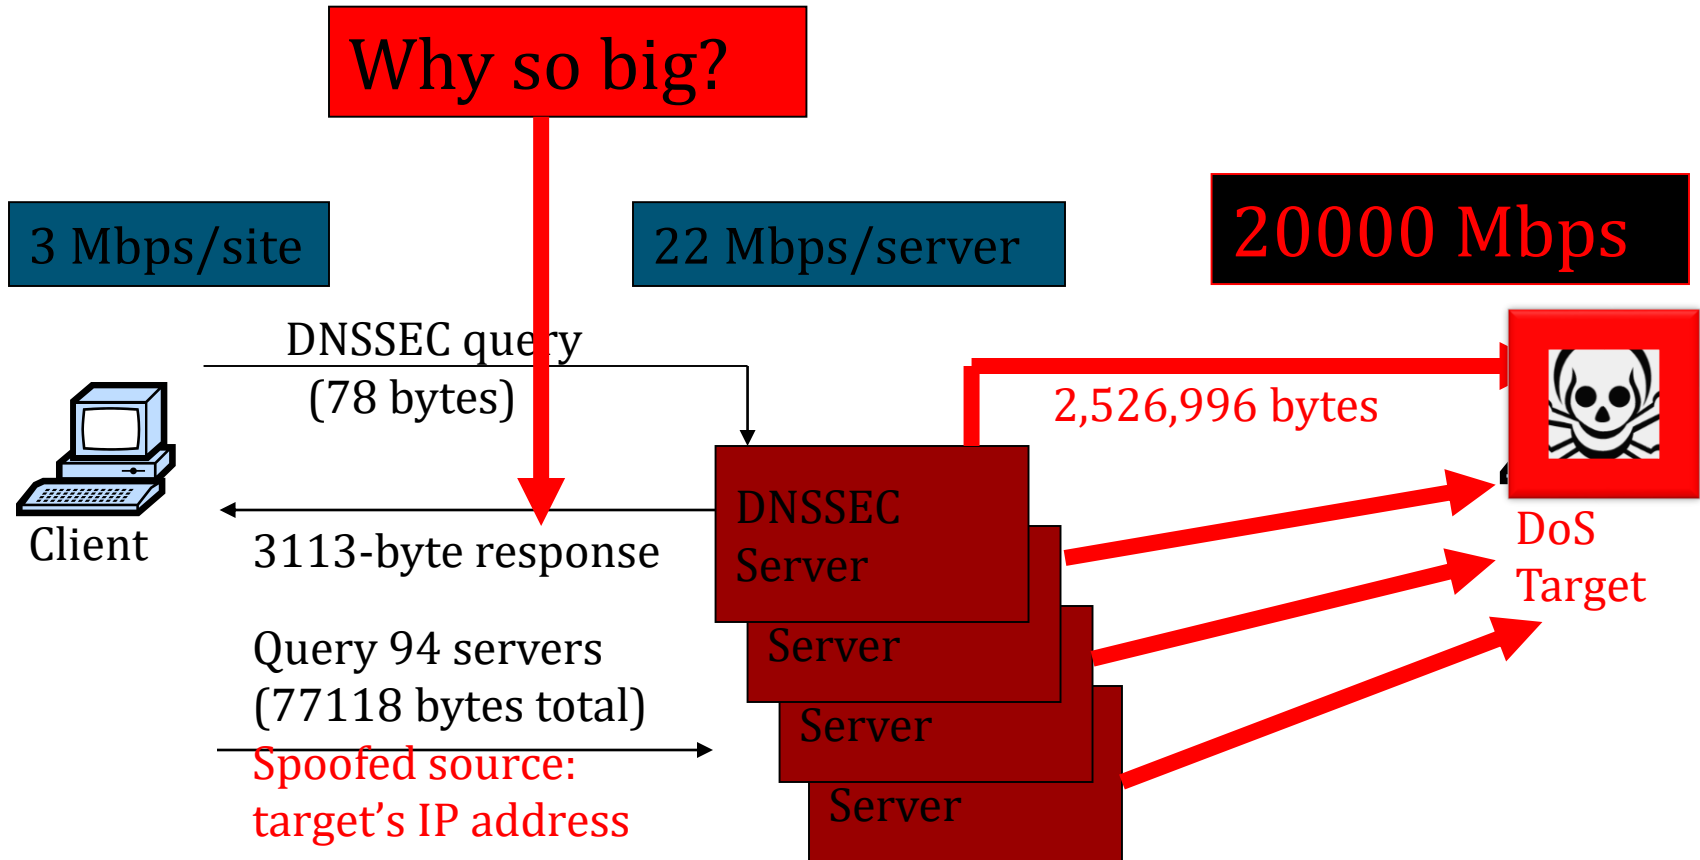 Why so big?
3 Mbps/site
22 Mbps/server
20000 Mbps
DNSSEC query
(78 bytes)
2,526,996 bytes
Client
3113-byte response
DNSSEC
Server
DoS
Target
Query 94 servers
(77118 bytes total)
Spoofed source:
target’s IP address
Server
Server
Server